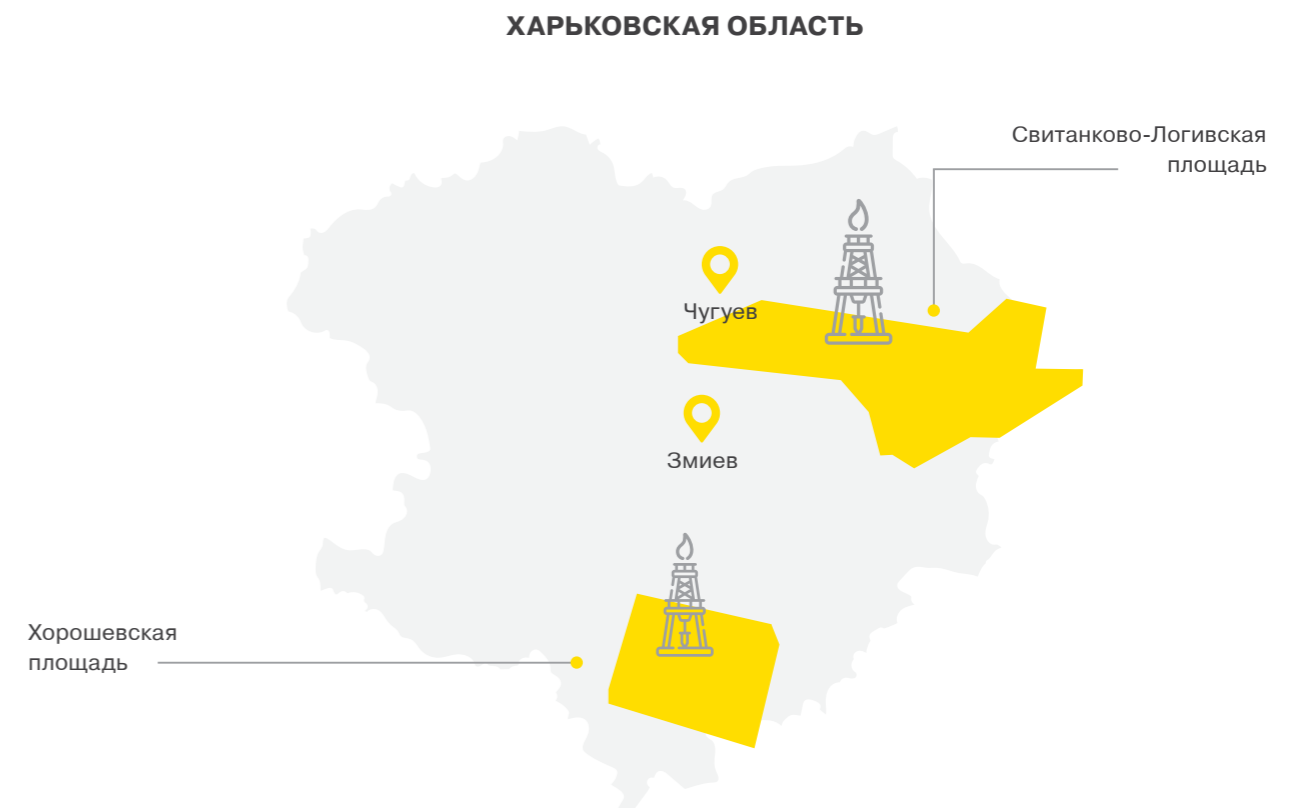 ХАРЬКОВСКАЯ ОБЛАСТЬ
Свитанково-Логивская
площадь
Чугуев
Змиев
Хорошевская
площадь